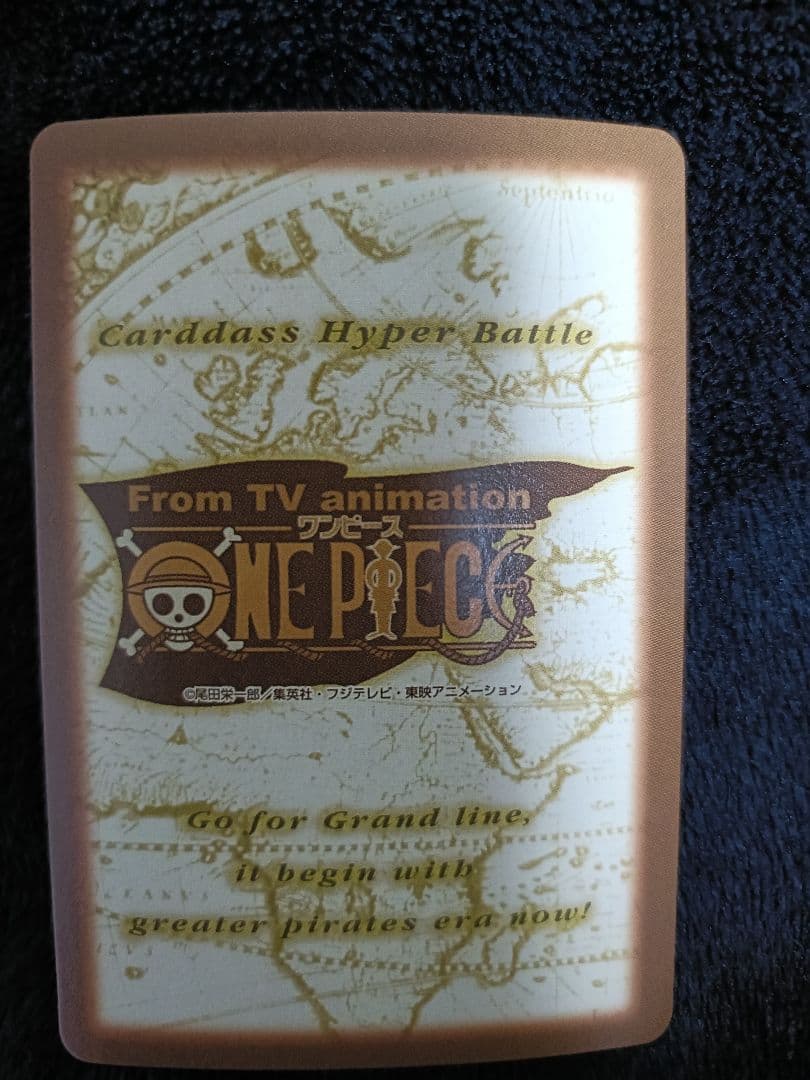 Septentrio
Carddass Hyper Battle
From TV animation
ワンピース
ONE PIECE
©尾田栄一郎/集英社・フジテレビ・東映アニメーション
Go for Grand line,
it begin with
greater pirates era now!